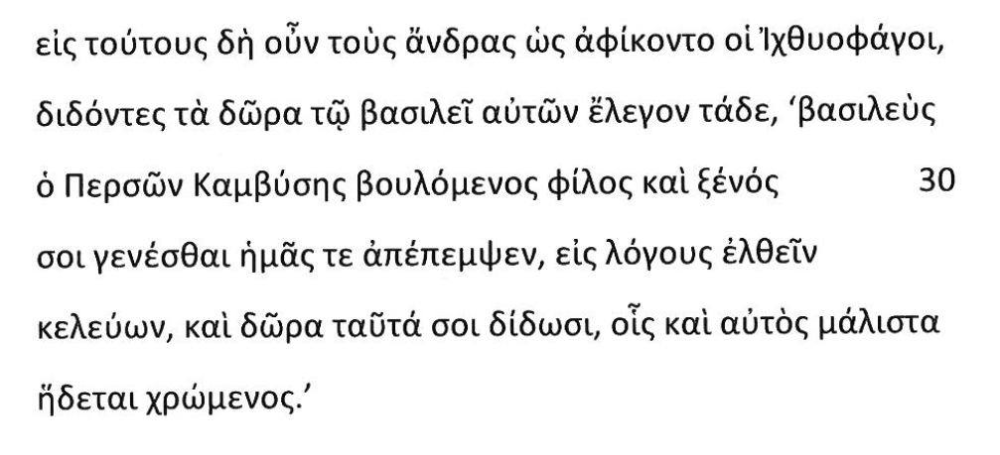 εἰς τούτους δὴ οὖν τοὺς ἄνδρας ὡς ἀφίκοντο οἱ Ἰχθυοφάγοι,
διδόντες τὰ δῶρα τῷ βασιλεῖ αὐτῶν ἔλεγον τάδε, ‘βασιλεὺς
ὁ Περσῶν Καμβύσης βουλόμενος φίλος καὶ ξένός 30
σοι γενέσθαι ἡμᾶς τε ἀπέπεμψεν, εἰς λόγους ἐλθεῖν
κελεύων, καὶ δῶρα ταῦτά σοι δίδωσι, οἷς καὶ αὐτὸς μάλιστα
ἥδεται χρώμενος.’